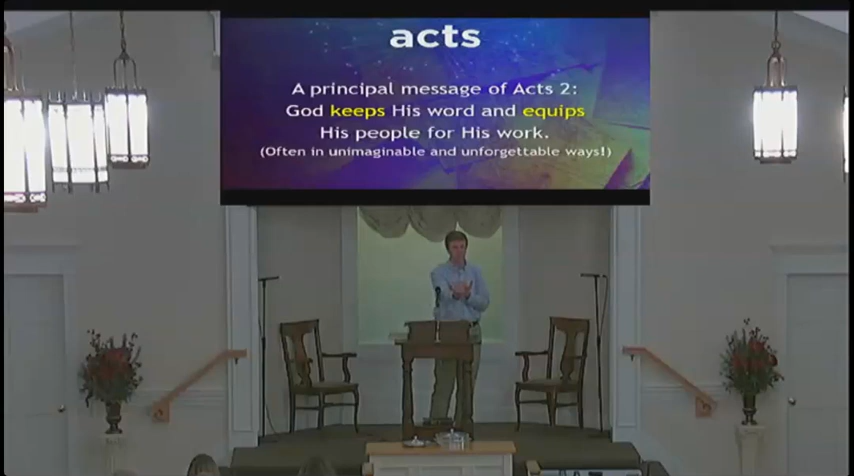 acts
A principal message of Acts 2:
God keeps His word and equips
His people for His work.
(Often in unimaginable and unforgettable ways!)